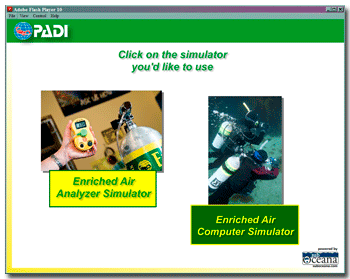 Adobe Flash Player 10
File View Control Help
PADI
Click on the simulator
you'd like to use
Enriched Air
Analyzer Simulator
Enriched Air
Computer Simulator
powered by
Oceana